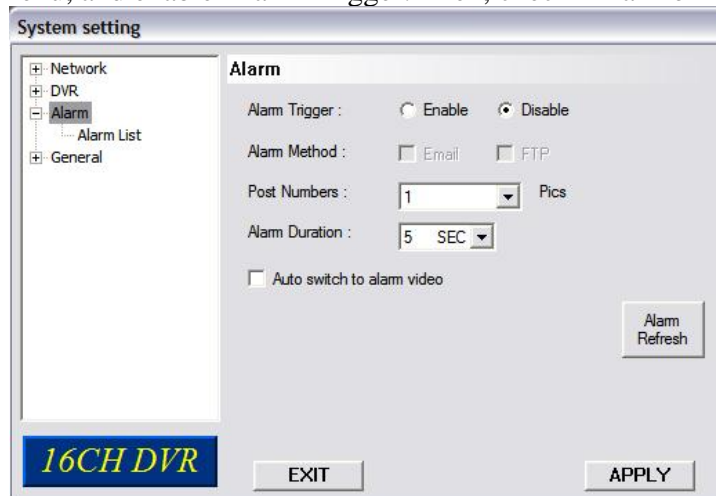 System setting
Network
DVR
Alarm
Alarm List
General
Alarm
Alarm Trigger : Enable Disable
Alarm Method : Email FTP
Post Numbers : 1 Pics
Alarm Duration : 5 SEC
Auto switch to alarm video
Alarm
Refresh
16CH DVR
EXIT
APPLY